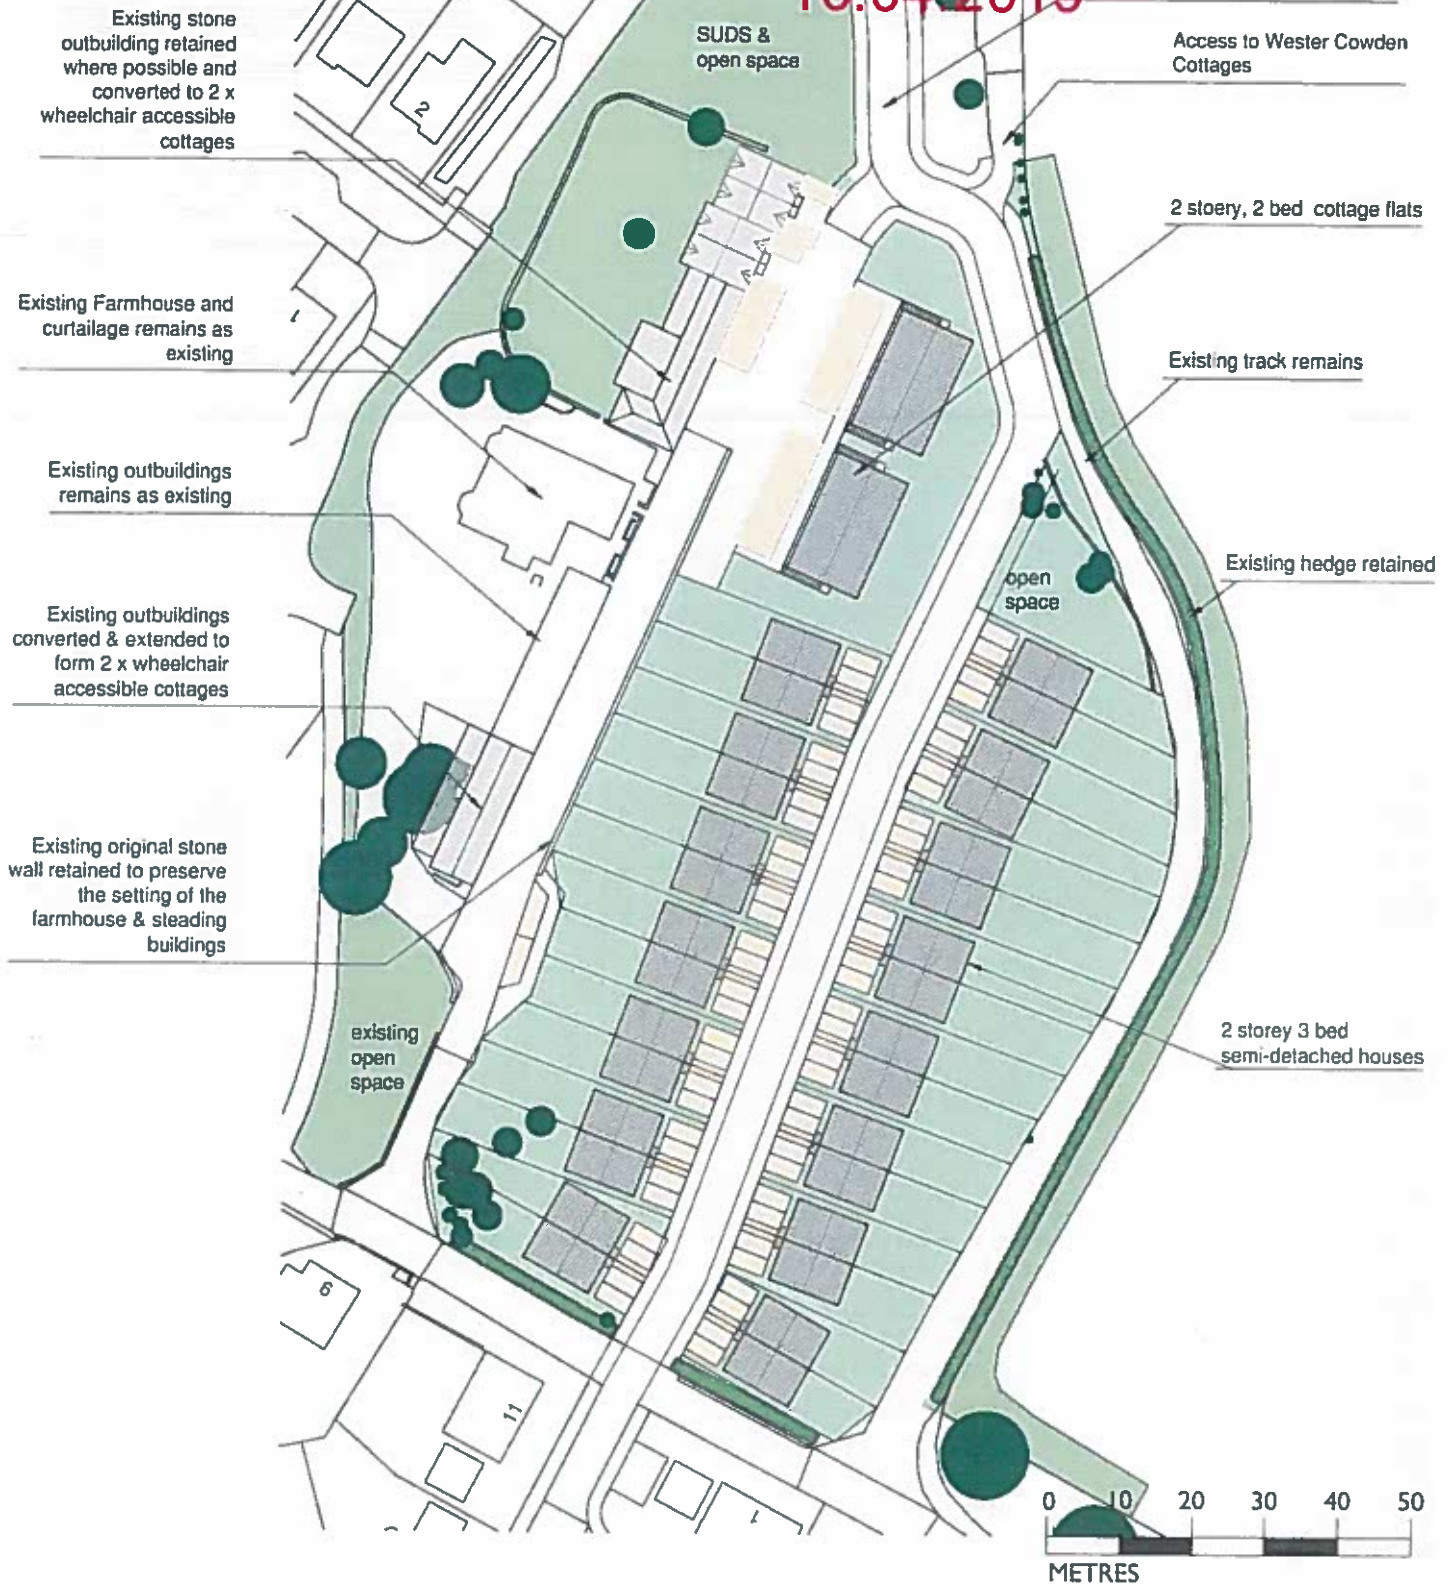 Existing stone
outbuilding retained
where possible and
converted to 2 x
wheelchair accessible
cottages
Existing Farmhouse and
curtailage remains as
existing
Existing outbuildings
remains as existing
Existing outbuildings
converted & extended to
form 2 x wheelchair
accessible cottages
Existing original stone
wall retained to preserve
the setting of the
farmhouse & steading
buildings
SUDS &
open space
Access to Wester Cowden
Cottages
2 stoery, 2 bed cottage flats
Existing track remains
Existing hedge retained
open
space
2 storey 3 bed
semi-detached houses
existing
open
space
2
1
6
11
1
0 10 20 30 40 50
METRES